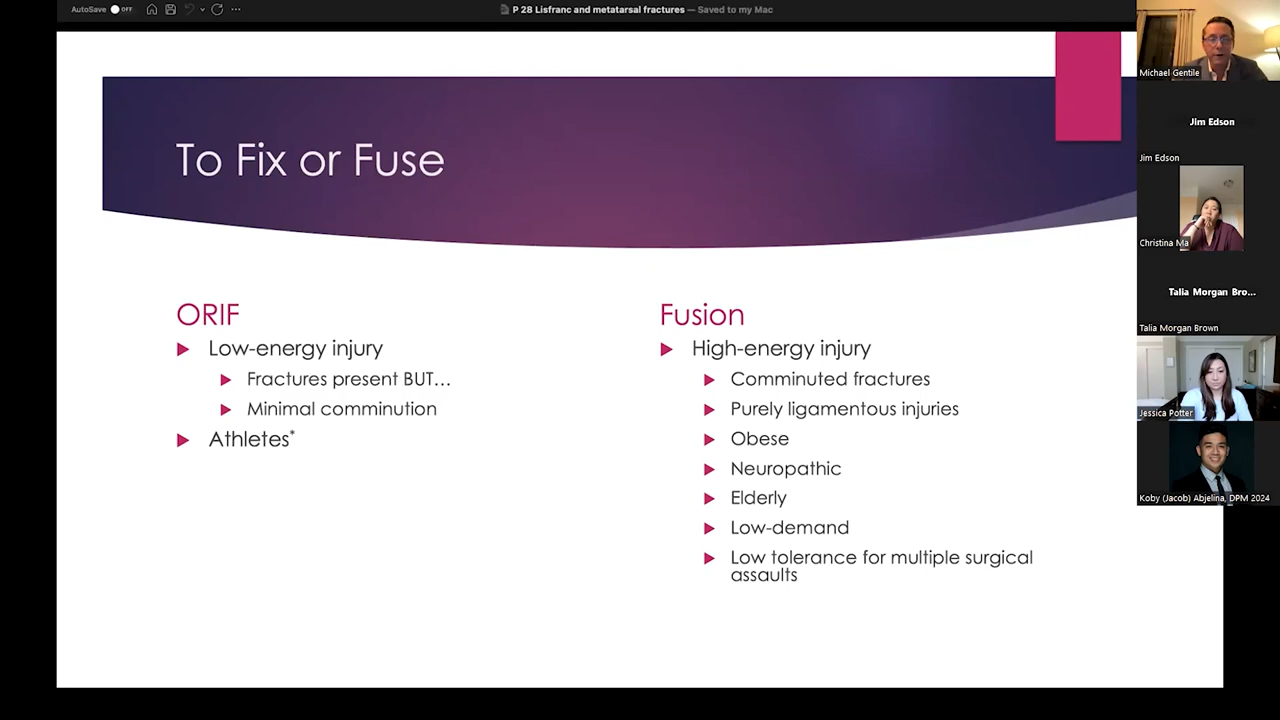 AutoSave OFF
P 28 Lisfranc and metatarsal fractures — Saved to my Mac
To Fix or Fuse
ORIF
Low-energy injury
Fractures present BUT…
Minimal comminution
Athletes*
Fusion
High-energy injury
Comminuted fractures
Purely ligamentous injuries
Obese
Neuropathic
Elderly
Low-demand
Low tolerance for multiple surgical
assaults
Michael Gentile
Jim Edson
Jim Edson
Christina Ma
Talia Morgan Bro...
Talia Morgan Brown
Jessica Potter
Koby (Jacob) Abjelina, DPM 2024